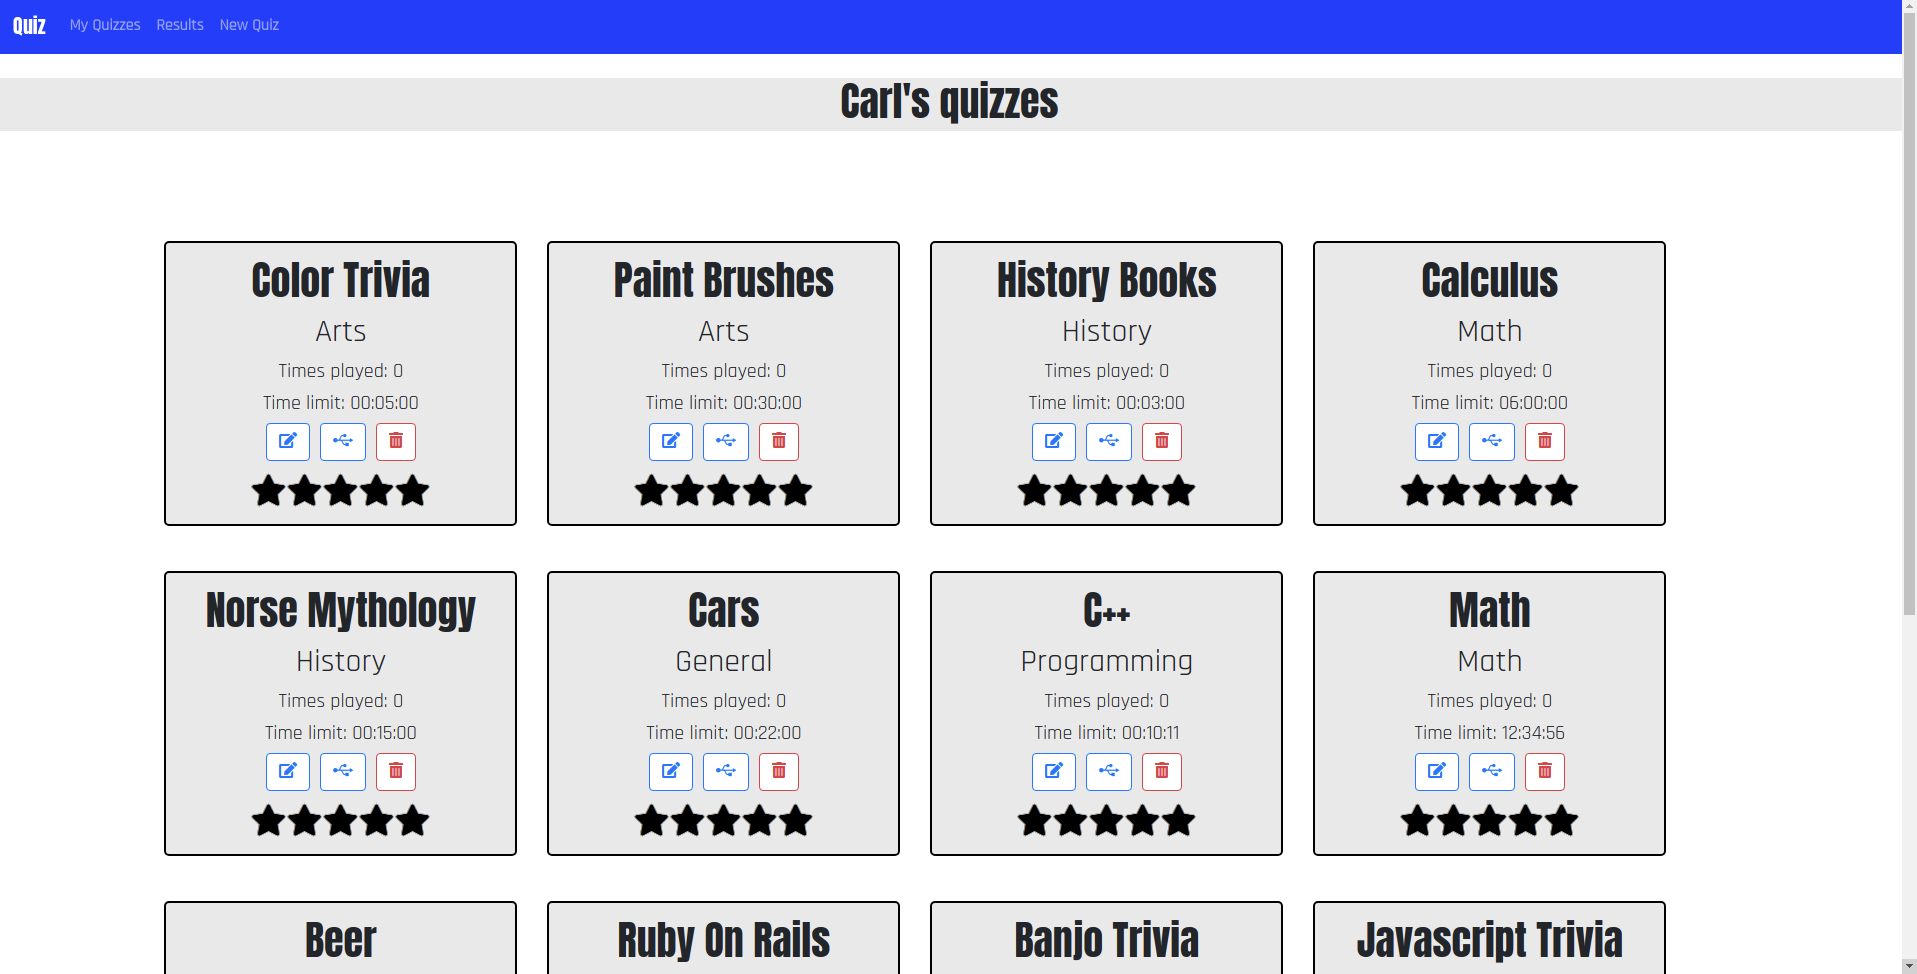 Quiz My Quizzes Results New Quiz
Carl's quizzes
Color Trivia
Arts
Times played: 0
Time limit: 00:05:00
Paint Brushes
Arts
Times played: 0
Time limit: 00:30:00
History Books
History
Times played: 0
Time limit: 00:03:00
Calculus
Math
Times played: 0
Time limit: 06:00:00
Norse Mythology
History
Times played: 0
Time limit: 00:15:00
Cars
General
Times played: 0
Time limit: 00:22:00
C++
Programming
Times played: 0
Time limit: 00:10:11
Math
Math
Times played: 0
Time limit: 12:34:56
Beer
Ruby On Rails
Banjo Trivia
Javascript Trivia